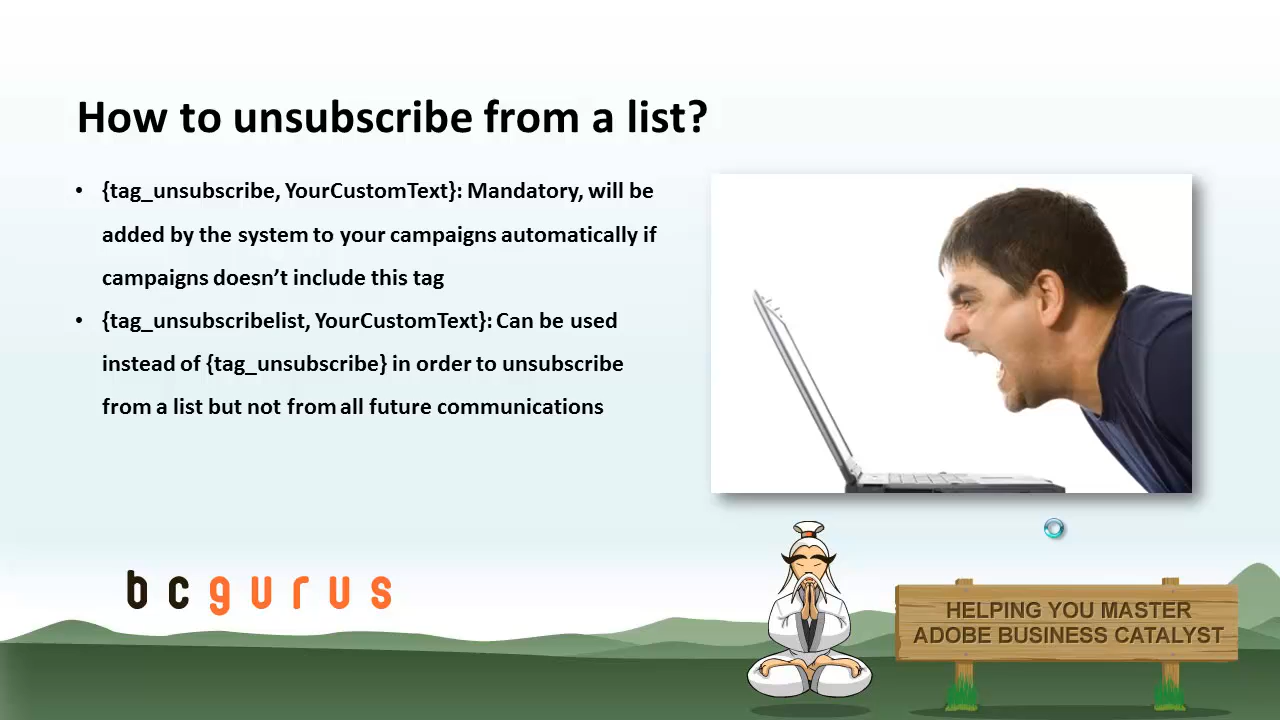 How to unsubscribe from a list?
• {tag_unsubscribe, YourCustomText}: Mandatory, will be
added by the system to your campaigns automatically if
campaigns doesn’t include this tag
• {tag_unsubscribelist, YourCustomText}: Can be used
instead of {tag_unsubscribe} in order to unsubscribe
from a list but not from all future communications
bcgurus
HELPING YOU MASTER
ADOBE BUSINESS CATALYST